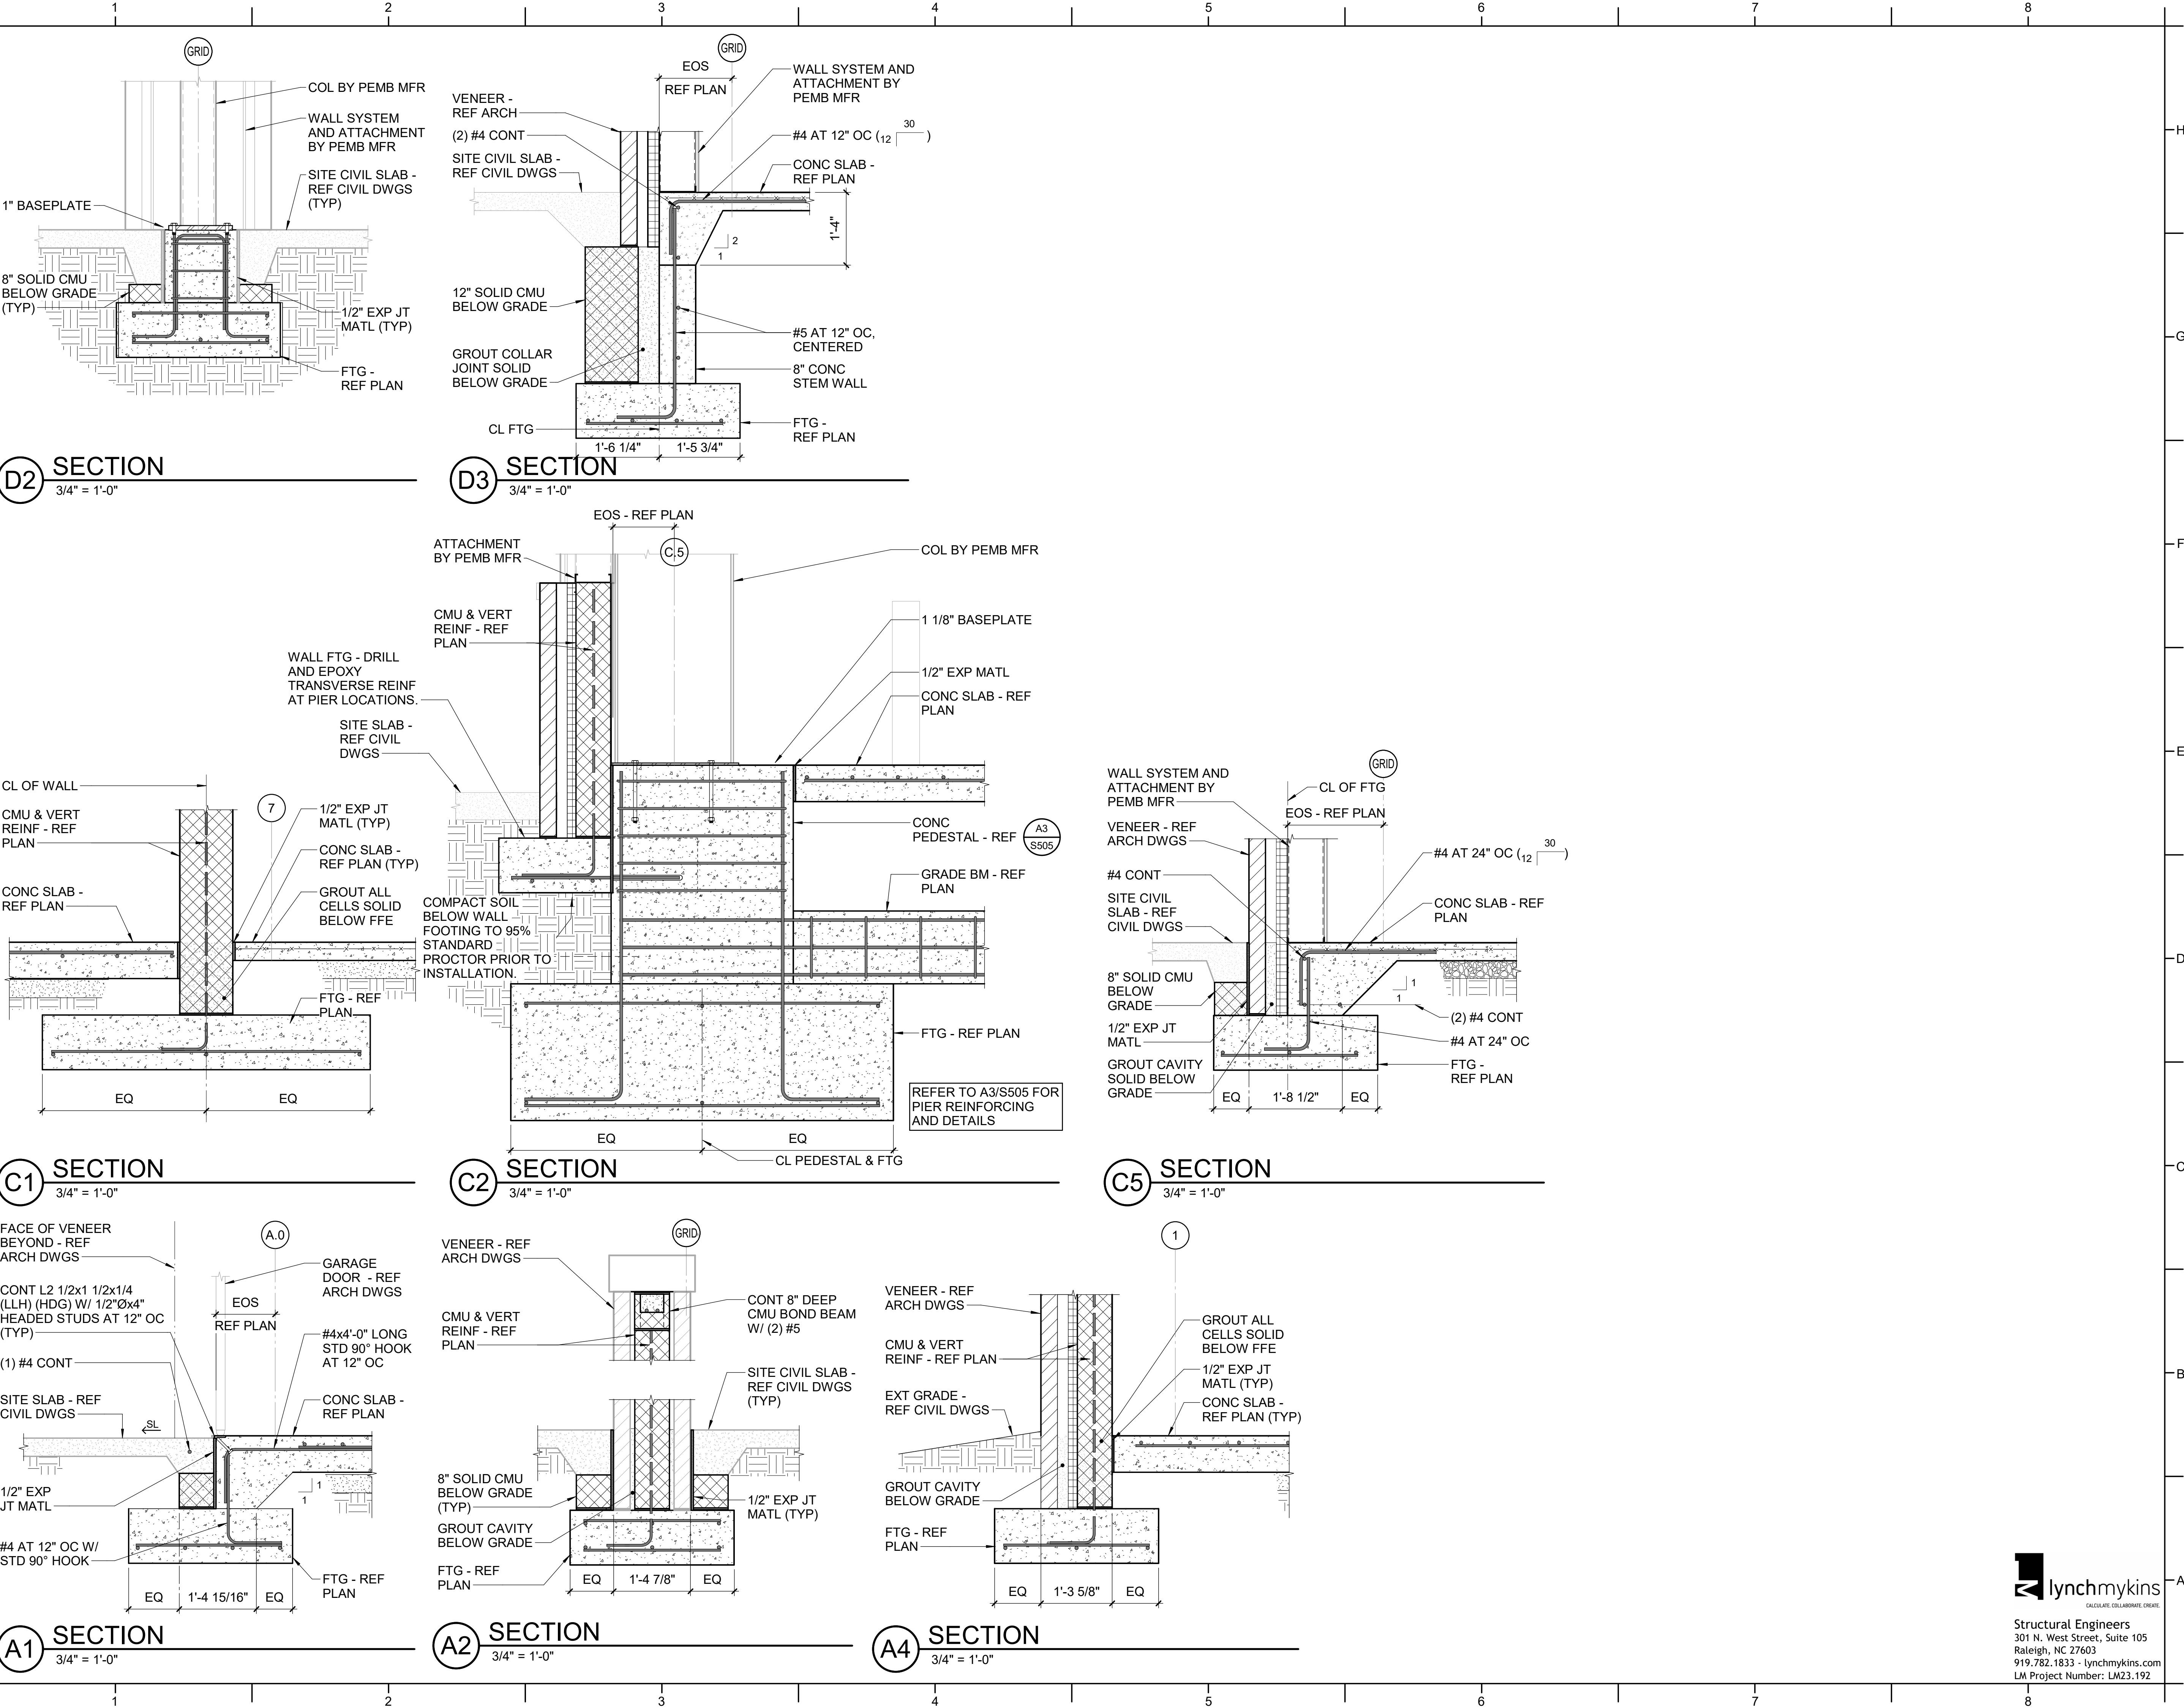 1
2
3
4
5
6
7
8
H
G
F
E
D
C
B
A
GRID
COL BY PEMB MFR
WALL SYSTEM
AND ATTACHMENT
BY PEMB MFR
SITE CIVIL SLAB -
REF CIVIL DWGS
(TYP)
1" BASEPLATE
8" SOLID CMU
BELOW GRADE
(TYP)
1/2" EXP JT
MATL (TYP)
FTG -
REF PLAN
D2
SECTION
3/4" = 1'-0"
GRID
EOS
REF PLAN
WALL SYSTEM AND
ATTACHMENT BY
PEMB MFR
VENEER -
REF ARCH
(2) #4 CONT
SITE CIVIL SLAB -
REF CIVIL DWGS
#4 AT 12" OC (12 30 )
CONC SLAB -
REF PLAN
1'-4"
2
1
12" SOLID CMU
BELOW GRADE
#5 AT 12" OC,
CENTERED
GROUT COLLAR
JOINT SOLID
BELOW GRADE
8" CONC
STEM WALL
CL FTG
FTG -
REF PLAN
1'-6 1/4"
1'-5 3/4"
D3
SECTION
3/4" = 1'-0"
CL OF WALL
CMU & VERT
REINF - REF
PLAN
7
1/2" EXP JT
MATL (TYP)
CONC SLAB -
REF PLAN (TYP)
CONC SLAB -
REF PLAN
GROUT ALL
CELLS SOLID
BELOW FFE
FTG - REF
PLAN
EQ
EQ
C1
SECTION
3/4" = 1'-0"
EOS - REF PLAN
ATTACHMENT
BY PEMB MFR
C.5
COL BY PEMB MFR
CMU & VERT
REINF - REF
PLAN
1 1/8" BASEPLATE
WALL FTG - DRILL
AND EPOXY
TRANSVERSE REINF
AT PIER LOCATIONS.
1/2" EXP MATL
CONC SLAB - REF
PLAN
SITE SLAB -
REF CIVIL
DWGS
CONC
PEDESTAL - REF
A3
S505
GRADE BM - REF
PLAN
COMPACT SOIL
BELOW WALL
FOOTING TO 95%
STANDARD
PROCTOR PRIOR TO
INSTALLATION.
FTG - REF PLAN
REFER TO A3/S505 FOR
PIER REINFORCING
AND DETAILS
EQ
EQ
CL PEDESTAL & FTG
C2
SECTION
3/4" = 1'-0"
GRID
WALL SYSTEM AND
ATTACHMENT BY
PEMB MFR
CL OF FTG
EOS - REF PLAN
VENEER - REF
ARCH DWGS
#4 AT 24" OC (12 30 )
#4 CONT
SITE CIVIL
SLAB - REF
CIVIL DWGS
CONC SLAB - REF
PLAN
8" SOLID CMU
BELOW
GRADE
1
1
(2) #4 CONT
1/2" EXP JT
MATL
#4 AT 24" OC
GROUT CAVITY
SOLID BELOW
GRADE
FTG -
REF PLAN
EQ
1'-8 1/2"
EQ
C5
SECTION
3/4" = 1'-0"
FACE OF VENEER
BEYOND - REF
ARCH DWGS
A.0
GARAGE
DOOR - REF
ARCH DWGS
CONT L2 1/2x1 1/2x1/4
(LLH) (HDG) W/ 1/2"Øx4"
HEADED STUDS AT 12" OC
(TYP)
EOS
REF PLAN
#4x4'-0" LONG
STD 90° HOOK
AT 12" OC
(1) #4 CONT
SITE SLAB - REF
CIVIL DWGS
SL
CONC SLAB -
REF PLAN
1/2" EXP
JT MATL
1
1
#4 AT 12" OC W/
STD 90° HOOK
FTG - REF
PLAN
EQ
1'-4 15/16"
EQ
A1
SECTION
3/4" = 1'-0"
GRID
VENEER - REF
ARCH DWGS
CONT 8" DEEP
CMU BOND BEAM
W/ (2) #5
CMU & VERT
REINF - REF
PLAN
SITE CIVIL SLAB -
REF CIVIL DWGS
(TYP)
8" SOLID CMU
BELOW GRADE
(TYP)
1/2" EXP JT
MATL (TYP)
GROUT CAVITY
BELOW GRADE
FTG - REF
PLAN
EQ
1'-4 7/8"
EQ
A2
SECTION
3/4" = 1'-0"
1
VENEER - REF
ARCH DWGS
GROUT ALL
CELLS SOLID
BELOW FFE
CMU & VERT
REINF - REF PLAN
1/2" EXP JT
MATL (TYP)
EXT GRADE -
REF CIVIL DWGS
CONC SLAB -
REF PLAN (TYP)
GROUT CAVITY
BELOW GRADE
FTG - REF
PLAN
EQ
1'-3 5/8"
EQ
A4
SECTION
3/4" = 1'-0"
lynchmykins
CALCULATE. COLLABORATE. CREATE.
Structural Engineers
301 N. West Street, Suite 105
Raleigh, NC 27603
919.782.1833 - lynchmykins.com
LM Project Number: LM23.192
1
2
3
4
5
6
7
8